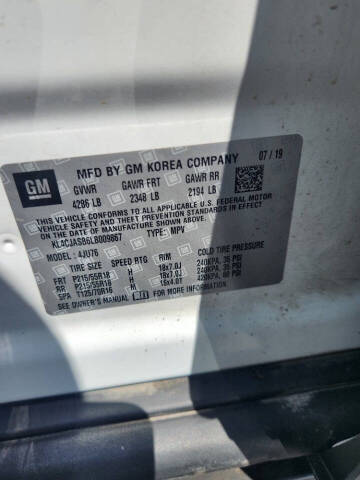 GM
MFD BY GM KOREA COMPANY 07/19
GVWR GAWR FRT GAWR RR
4286 LB 2348 LB 2194 LB
THIS VEHICLE CONFORMS TO ALL APPLICABLE U.S. FEDERAL MOTOR
VEHICLE SAFETY, BUMPER, AND THEFT PREVENTION STANDARDS IN EFFECT
ON THE DATE OF MANUFACTURE SHOWN ABOVE.
KL4CJASB6LB009867 TYPE: MPV
MODEL: 4JU76
TIRE SIZE SPEED RTG RIM
FRT P215/55R18 H 18x7.0J 240KPA, 35 PSI
RR P215/55R18 H 18x7.0J 240KPA, 35 PSI
SPA T125/70R16 M 16x4.0T 420KPA, 60 PSI
SEE OWNER'S MANUAL FOR MORE INFORMATION.